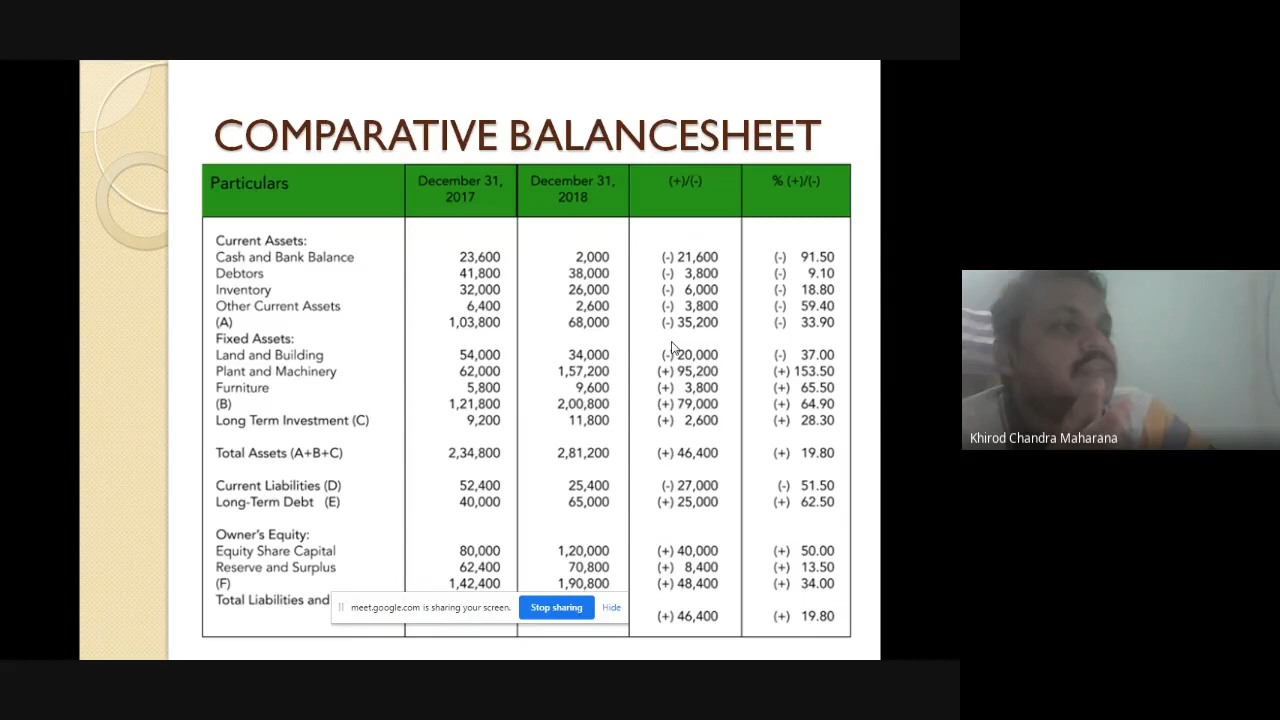 COMPARATIVE BALANCESHEET
Particulars December 31, 2017 December 31, 2018 (+)/(-) % (+)/(-)
Current Assets:
Cash and Bank Balance 23,600 2,000 (-) 21,600 (-) 91.50
Debtors 41,800 38,000 (-) 3,800 (-) 9.10
Inventory 32,000 26,000 (-) 6,000 (-) 18.80
Other Current Assets 6,400 2,600 (-) 3,800 (-) 59.40
(A) 1,03,800 68,000 (-) 35,200 (-) 33.90
Fixed Assets:
Land and Building 54,000 34,000 (-) 20,000 (-) 37.00
Plant and Machinery 62,000 1,57,200 (+) 95,200 (+) 153.50
Furniture 5,800 9,600 (+) 3,800 (+) 65.50
(B) 1,21,800 2,00,800 (+) 79,000 (+) 64.90
Long Term Investment (C) 9,200 11,800 (+) 2,600 (+) 28.30
Total Assets (A+B+C) 2,34,800 2,81,200 (+) 46,400 (+) 19.80
Current Liabilities (D) 52,400 25,400 (-) 27,000 (-) 51.50
Long-Term Debt (E) 40,000 65,000 (+) 25,000 (+) 62.50
Owner's Equity:
Equity Share Capital 80,000 1,20,000 (+) 40,000 (+) 50.00
Reserve and Surplus 62,400 70,800 (+) 8,400 (+) 13.50
(F) 1,42,400 1,90,800 (+) 48,400 (+) 34.00
Total Liabilities and
(+) 46,400 (+) 19.80
meet.google.com is sharing your screen. Stop sharing Hide
Khirod Chandra Maharana